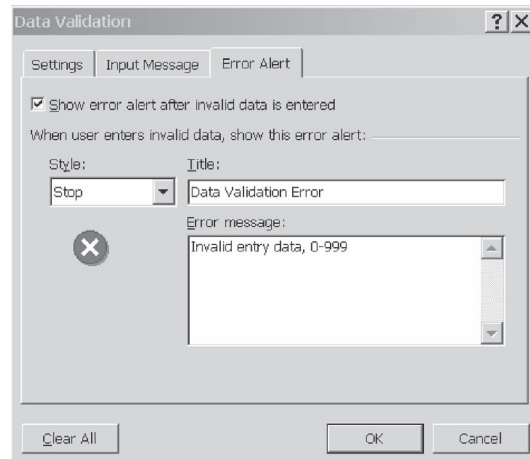 Data Validation
Settings Input Message Error Alert
Show error alert after invalid data is entered
When user enters invalid data, show this error alert:
Style: Title:
Stop Data Validation Error
Error message:
Invalid entry data, 0-999
Clear All OK Cancel